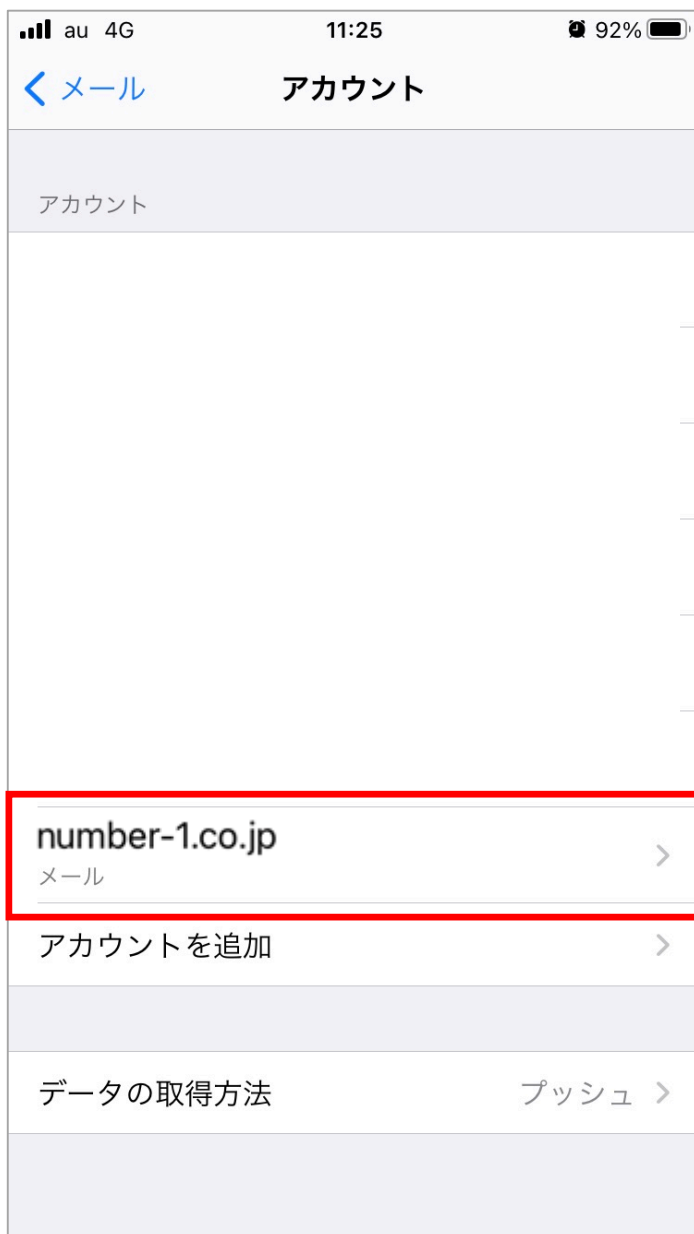 au 4G 11:25 92%
メール アカウント
アカウント
number-1.co.jp
メール
アカウントを追加
データの取得方法 プッシュ